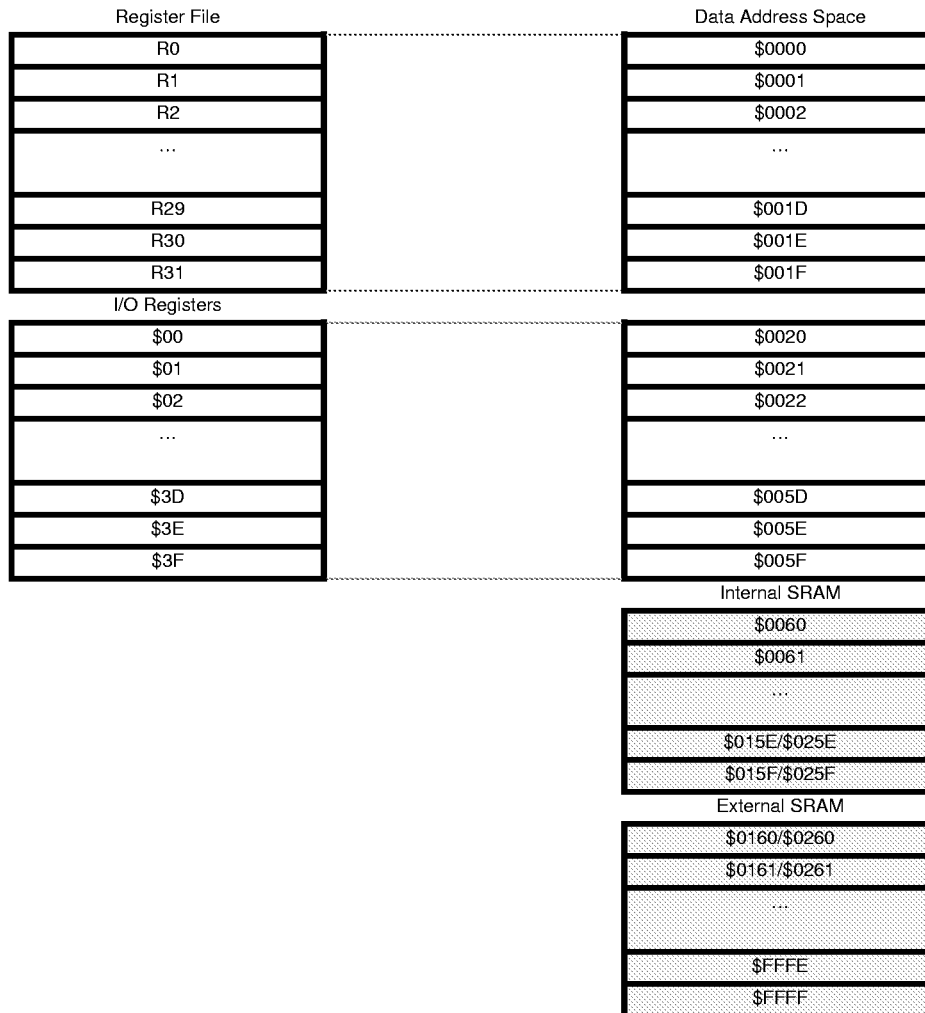 Register File Data Address Space
R0 $0000
R1 $0001
R2 $0002
... ...
R29 $001D
R30 $001E
R31 $001F
I/O Registers
$00 $0020
$01 $0021
$02 $0022
... ...
$3D $005D
$3E $005E
$3F $005F
Internal SRAM
$0060
$0061
...
$015E/$025E
$015F/$025F
External SRAM
$0160/$0260
$0161/$0261
...
$FFFE
$FFFF